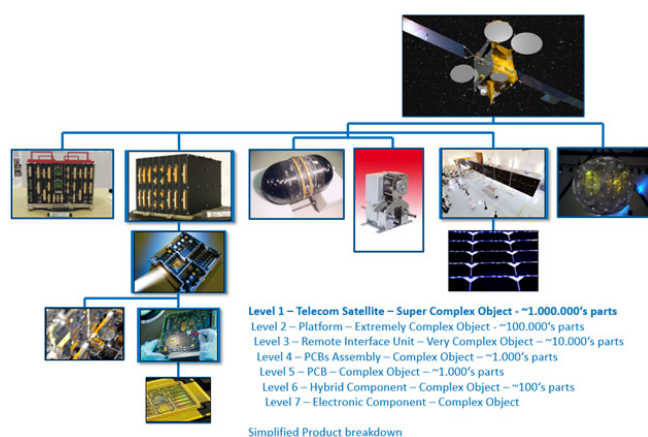 Level 1 – Telecom Satellite – Super Complex Object - ~1.000.000's parts
Level 2 – Platform – Extremely Complex Object - ~100.000's parts
Level 3 – Remote Interface Unit – Very Complex Object – ~10.000's parts
Level 4 – PCBs Assembly – Complex Object – ~1.000's parts
Level 5 – PCB – Complex Object – ~1.000's parts
Level 6 – Hybrid Component – Complex Object – ~100's parts
Level 7 – Electronic Component – Complex Object
Simplified Product breakdown